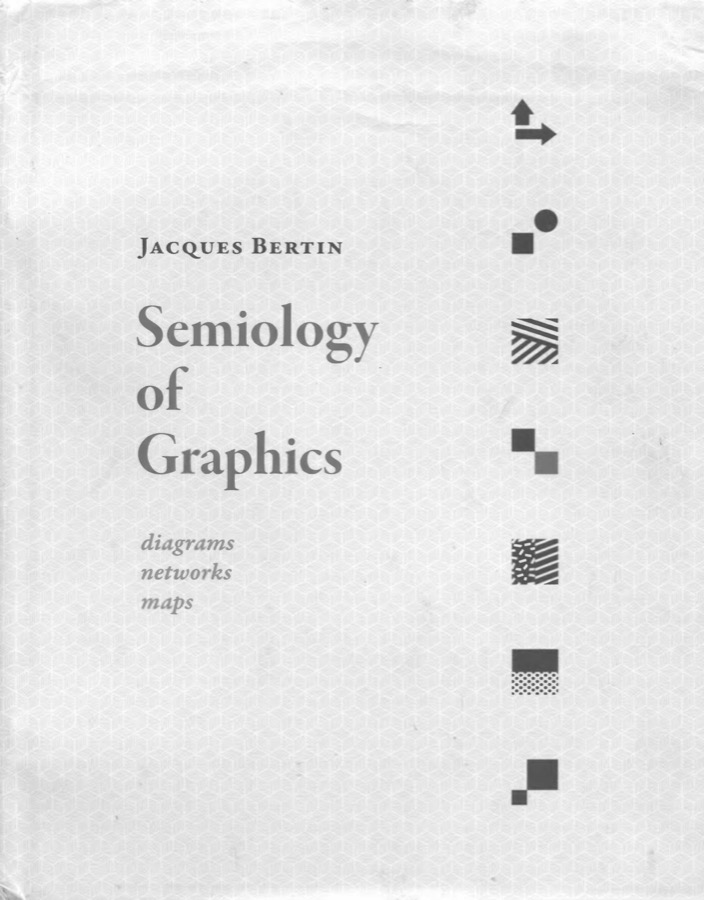 Jacques Bertin
Semiology
of
Graphics
diagrams
networks
maps